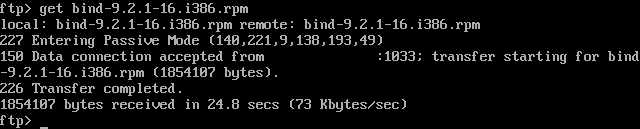 ftp> get bind-9.2.1-16.i386.rpm
local: bind-9.2.1-16.i386.rpm remote: bind-9.2.1-16.i386.rpm
227 Entering Passive Mode (140,221,9,138,193,49)
150 Data connection accepted from :1033; transfer starting for bind
-9.2.1-16.i386.rpm (1854107 bytes).
226 Transfer completed.
1854107 bytes received in 24.8 secs (73 Kbytes/sec)
ftp> _